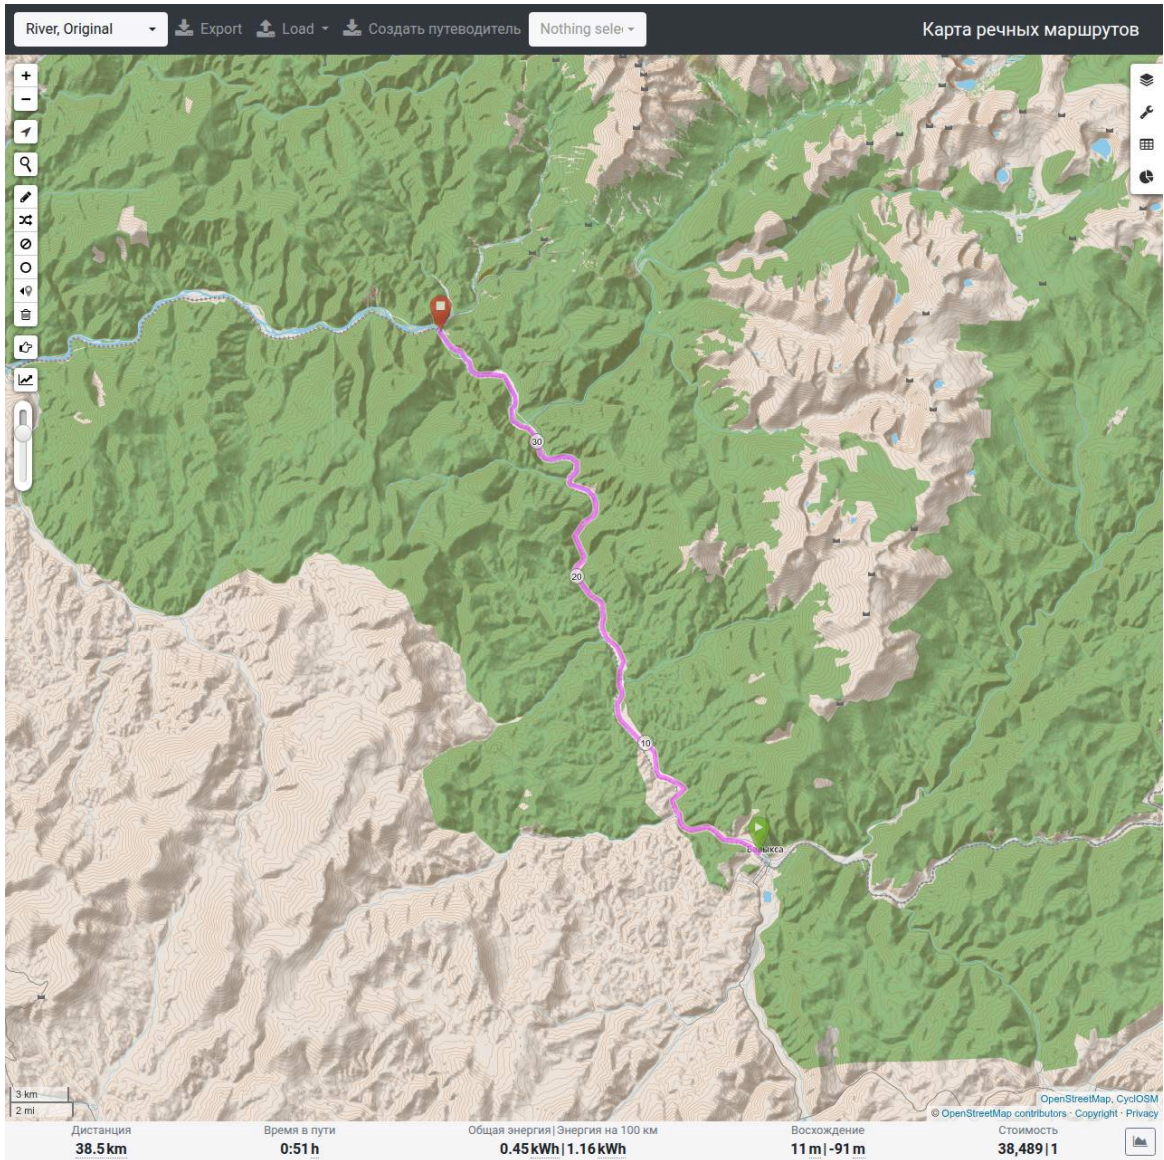 River, Original
Export
Load
Создать путеводитель
Nothing selec
Карта речных маршрутов
+
−
30
20
10
3 km
2 mi
OpenStreetMap, CyclOSM
© OpenStreetMap contributors · Copyright · Privacy
Дистанция
38.5 km
Время в пути
0:51 h
Общая энергия|Энергия на 100 км
0.45 kWh|1.16 kWh
Восхождение
11 m|-91 m
Стоимость
38,489|1